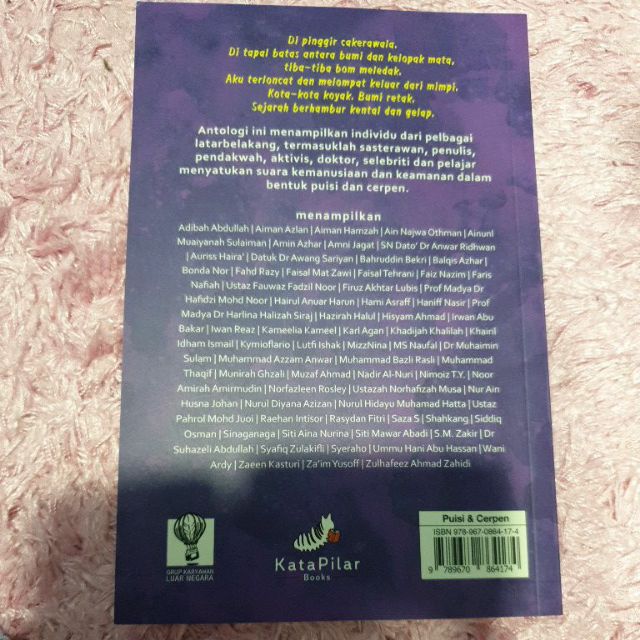 Di pinggir cakerawala.
Di tapal batas antara bumi dan kelopak mata,
tiba-tiba bom meledak.
Aku terloncat dan melompat keluar dari mimpi.
Kota-kota koyak. Bumi retak.
Sejarah berhambur kental dan gelap.
Antologi ini menampilkan individu dari pelbagai
latarbelakang, termasuklah sasterawan, penulis,
pendakwah, aktivis, doktor, selebriti dan pelajar
menyatukan suara kemanusiaan dan keamanan dalam
bentuk puisi dan cerpen.
menampilkan
Adibah Abdullah | Aiman Azlan | Aiman Hamzah | Ain Najwa Othman | Ainunl
Muaiyanah Sulaiman | Amin Azhar | Amni Jagat | SN Dato' Dr Anwar Ridhwan
| Auriss Haira' | Datuk Dr Awang Sariyan | Bahruddin Bekri | Balqis Azhar |
Bonda Nor | Fahd Razy | Faisal Mat Zawi | Faisal Tehrani | Faiz Nazim | Faris
Nafiah | Ustaz Fauwaz Fadzil Noor | Firuz Akhtar Lubis | Prof Madya Dr
Hafidzi Mohd Noor | Hairul Anuar Harun | Hami Asraff | Haniff Nasir | Prof
Madya Dr Harlina Halizah Siraj | Hazirah Halul | Hisyam Ahmad | Irwan Abu
Bakar | Iwan Reaz | Kameelia Kameel | Karl Agan | Khadijah Khalilah | Khairil
Idham Ismail | Kymioflario | Lutfi Ishak | MizzNina | MS Naufal | Dr Muhaimin
Sulam | Muhammad Azzam Anwar | Muhammad Bazli Rasli | Muhammad
Thaqif | Munirah Ghzali | Muzaf Ahmad | Nadir Al-Nuri | Nimoiz T.Y. | Noor
Amirah Amirmudin | Norfazleen Rosley | Ustazah Norhafizah Musa | Nur Ain
Husna Johan | Nurul Diyana Azizan | Nurul Hidayu Muhamad Hatta | Ustaz
Pahrol Mohd Juoi | Raehan Intisor | Rasydan Fitri | Saza S | Shahkang | Siddiq
Osman | Sinaganaga | Siti Aina Nurina | Siti Mawar Abadi | S.M. Zakir | Dr
Suhazeli Abdullah | Syafiq Zulakifli | Syeraho | Ummu Hani Abu Hassan | Wani
Ardy | Zaeen Kasturi | Za'im Yusoff | Zulhafeez Ahmad Zahidi
GRUP KARYAWAN
LUAR NEGARA
KataPilar
Books
Puisi & Cerpen
ISBN 978-967-0864-17-4
9 789670 864174